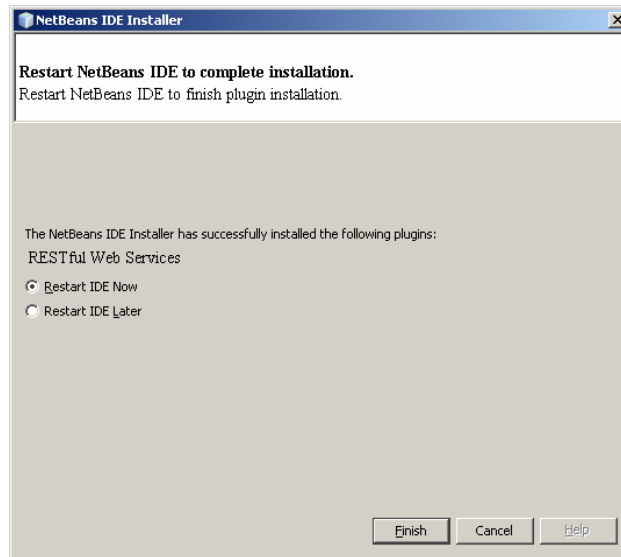 NetBeans IDE Installer
Restart NetBeans IDE to complete installation.
Restart NetBeans IDE to finish plugin installation.
The NetBeans IDE Installer has successfully installed the following plugins:
RESTful Web Services
Restart IDE Now
Restart IDE Later
Finish Cancel Help